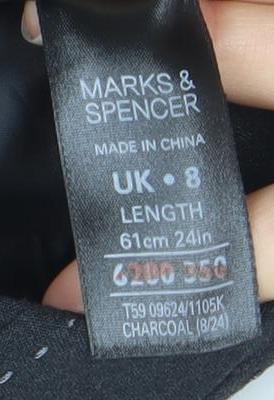 MARKS &
SPENCER
MADE IN CHINA
UK • 8
LENGTH
61cm 24in
T59 09624/1105K
CHARCOAL (8/24)